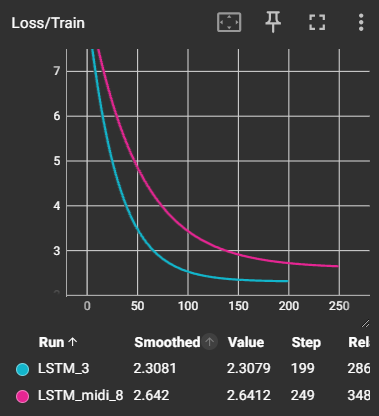 Loss/Train
7
6
5
4
3
0 50 100 150 200 250
Run ↑ Smoothed Value Step Rel
LSTM_3 2.3081 2.3079 199 286
LSTM_midi_8 2.642 2.6412 249 348